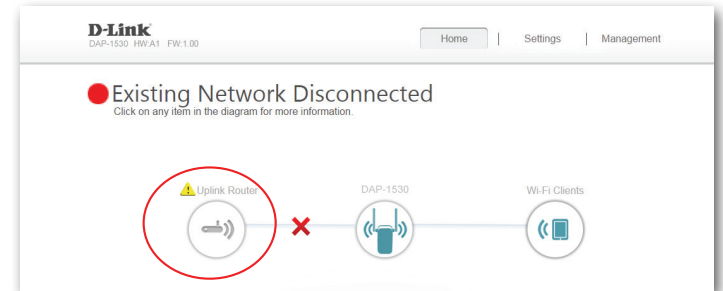 D-Link
DAP-1530 HW:A1 FW:1.00
Home | Settings | Management
Existing Network Disconnected
Click on any item in the diagram for more information.
Uplink Router
DAP-1530
Wi-Fi Clients